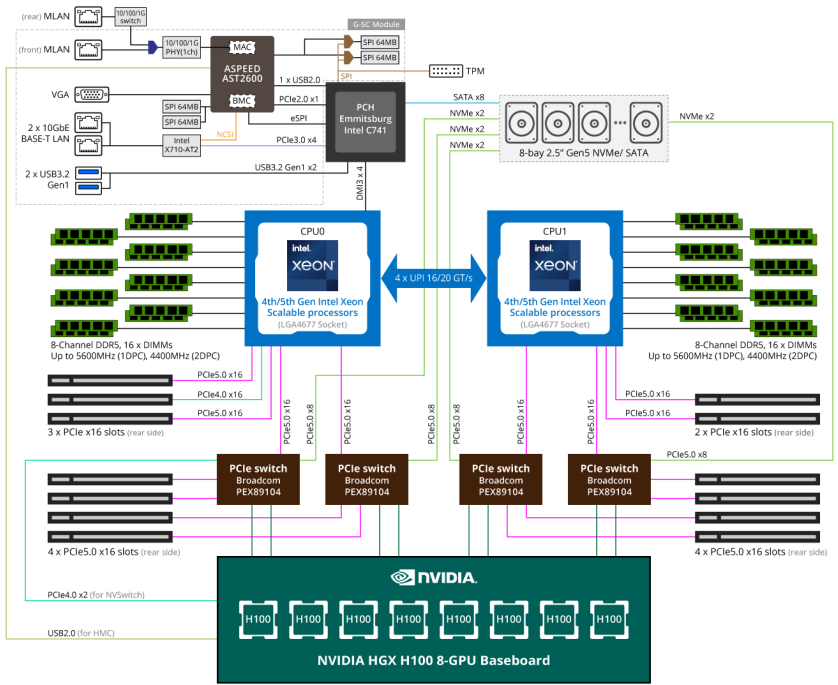 (rear) MLAN
10/100/1G
switch
G-SC Module
(front) MLAN
10/100/1G
PHY(1ch)
MAC
ASPEED
AST2600
BMC
SPI 64MB
SPI 64MB
SPI
TPM
1 x USB2.0
VGA
PCIe2.0 x1
SPI 64MB
SPI 64MB
eSPI
PCH
Emmitsburg
Intel C741
SATA x8
NVMe x2
NVMe x2
NVMe x2
NVMe x2
8-bay 2.5” Gen5 NVMe/ SATA
2 x 10GbE
BASE-T LAN
Intel
X710-AT2
NCSI
PCIe3.0 x4
2 x USB3.2
Gen1
USB3.2 Gen1 x2
DMI3 x 4
CPU0
intel.
xeon
4th/5th Gen Intel Xeon
Scalable processors
(LGA4677 Socket)
4 x UPI 16/20 GT/s
CPU1
intel.
xeon
4th/5th Gen Intel Xeon
Scalable processors
(LGA4677 Socket)
8-Channel DDR5, 16 x DIMMs
Up to 5600MHz (1DPC), 4400MHz (2DPC)
8-Channel DDR5, 16 x DIMMs
Up to 5600MHz (1DPC), 4400MHz (2DPC)
PCIe5.0 x16
PCIe4.0 x16
PCIe5.0 x16
3 x PCIe x16 slots (rear side)
PCIe5.0 x16
PCIe5.0 x8
PCIe5.0 x16
PCIe5.0 x8
PCIe5.0 x8
PCIe5.0 x16
PCIe5.0 x16
PCIe5.0 x16
PCIe5.0 x16
2 x PCIe x16 slots (rear side)
PCIe5.0 x8
PCIe switch
Broadcom
PEX89104
PCIe switch
Broadcom
PEX89104
PCIe switch
Broadcom
PEX89104
PCIe switch
Broadcom
PEX89104
4 x PCIe5.0 x16 slots (rear side)
4 x PCIe5.0 x16 slots (rear side)
PCIe4.0 x2 (for NVSwitch)
USB2.0 (for HMC)
NVIDIA.
H100 H100 H100 H100 H100 H100 H100 H100
NVIDIA HGX H100 8-GPU Baseboard